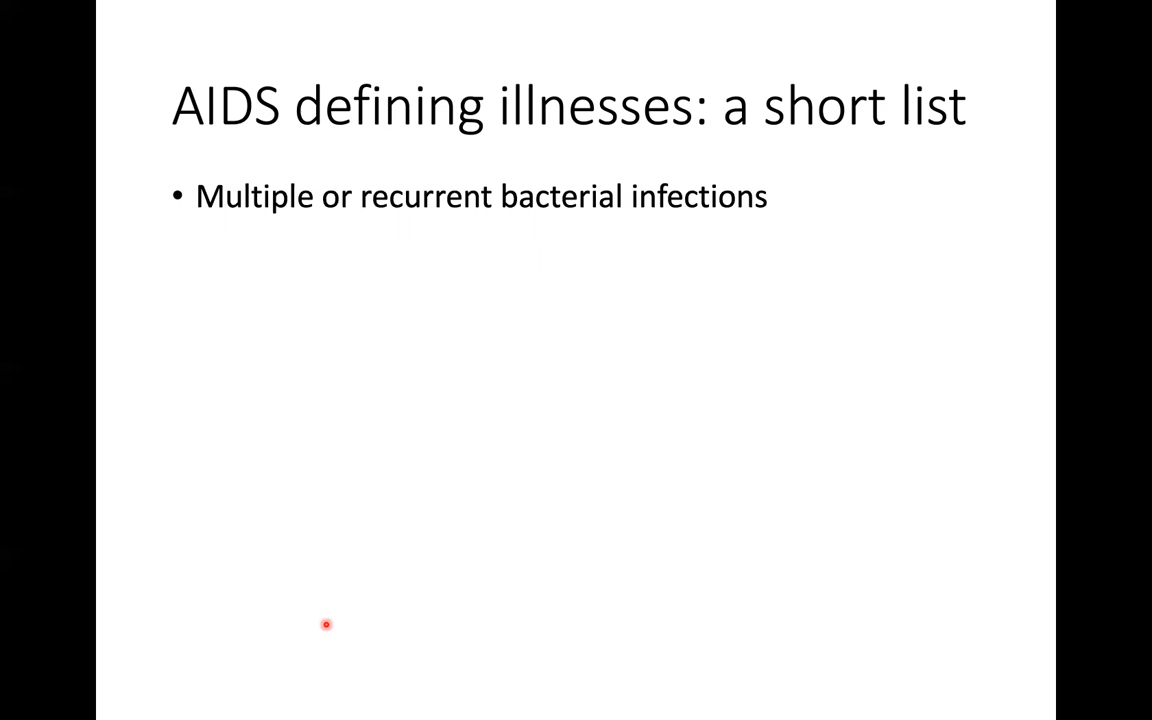 AIDS defining illnesses: a short list
• Multiple or recurrent bacterial infections